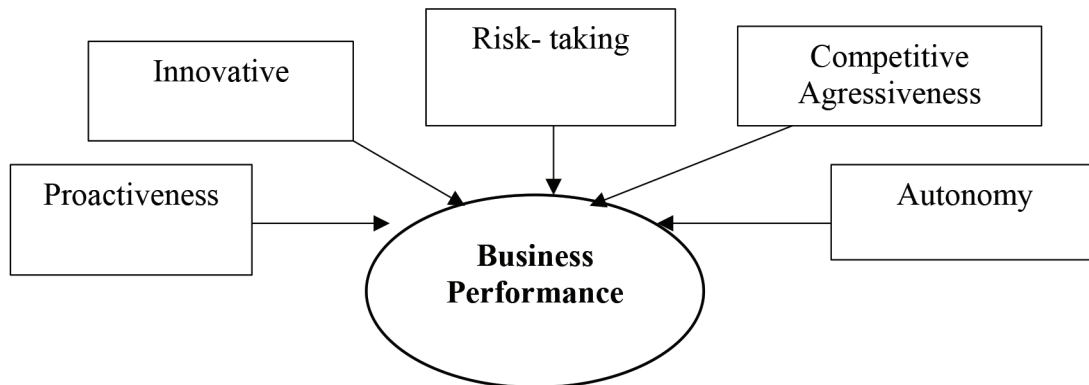 Risk- taking
Innovative
Competitive
Agressiveness
Proactiveness
Autonomy
Business
Performance